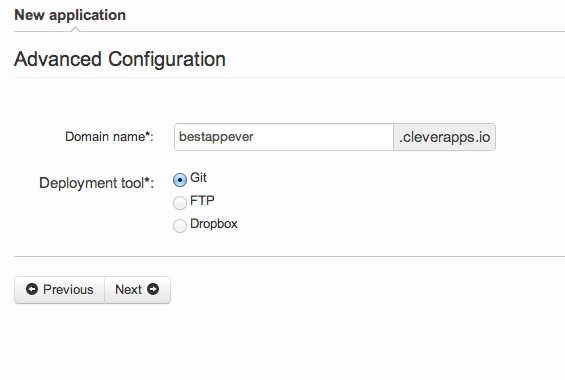 New application
Advanced Configuration
Domain name*: bestappever .cleverapps.io
Deployment tool*: Git
FTP
Dropbox
Previous Next